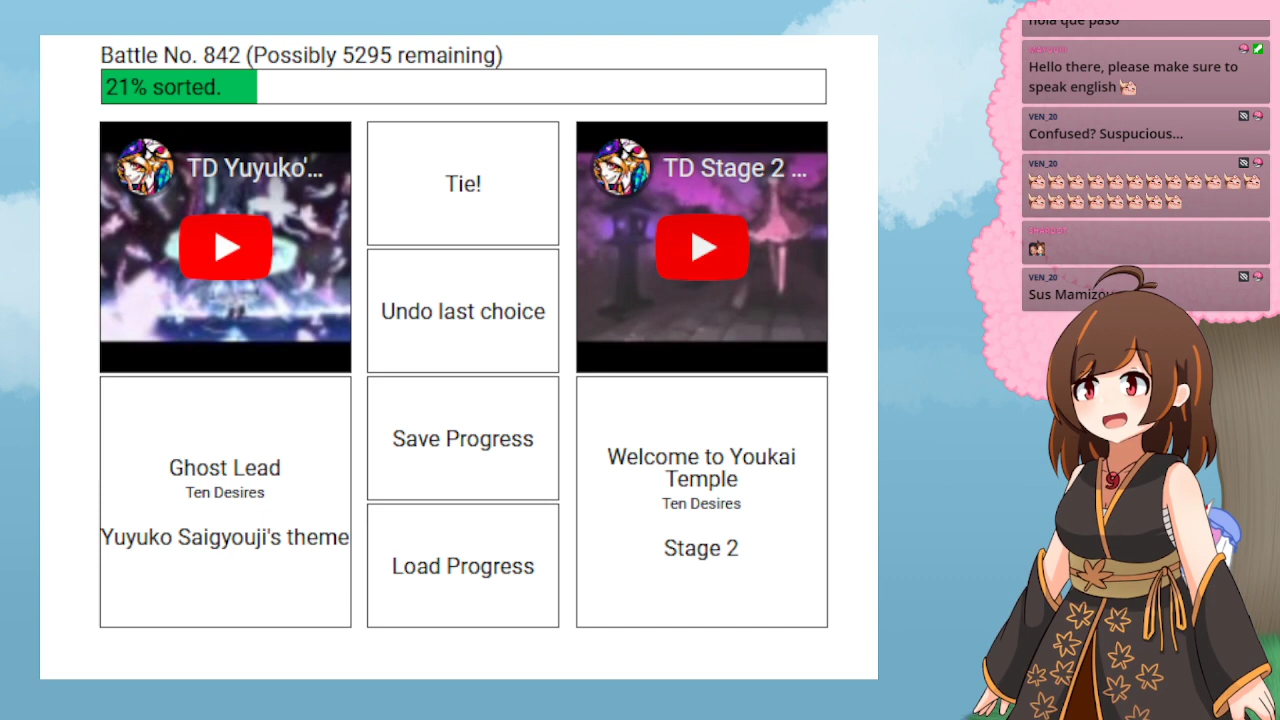 Battle No. 842 (Possibly 5295 remaining)
21% sorted.
TD Yuyuko'...
Tie!
TD Stage 2 ...
Undo last choice
Save Progress
Load Progress
Ghost Lead
Ten Desires
Yuyuko Saigyouji's theme
Welcome to Youkai
Temple
Ten Desires
Stage 2
hola que paso
Hello there, please make sure to
speak english
VEN_20
Confused? Suspucious...
VEN_20
VEN_20
Sus Mamizou
9